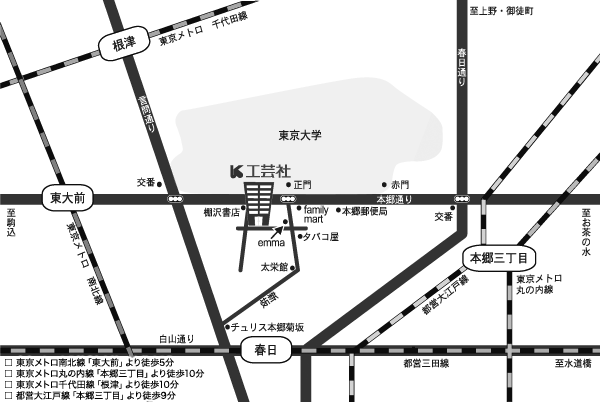 至上野・御徒町
根津
東京メトロ 千代田線
春日通り
言問通り
東京大学
工芸社
交番
正門
赤門
東大前
本郷通り
棚沢書店
family
mart
本郷郵便局
交番
至駒込
至お茶の水
タバコ屋
emma
東京メトロ 南北線
太栄館
本郷三丁目
東京メトロ
丸の内線
都営大江戸線
菊坂
チュリス本郷菊坂
白山通り
春日
都営三田線
至水道橋
□ 東京メトロ南北線「東大前」より徒歩5分
□ 東京メトロ丸の内線「本郷三丁目」より徒歩10分
□ 東京メトロ千代田線「根津」より徒歩10分
□ 都営大江戸線「本郷三丁目」より徒歩9分